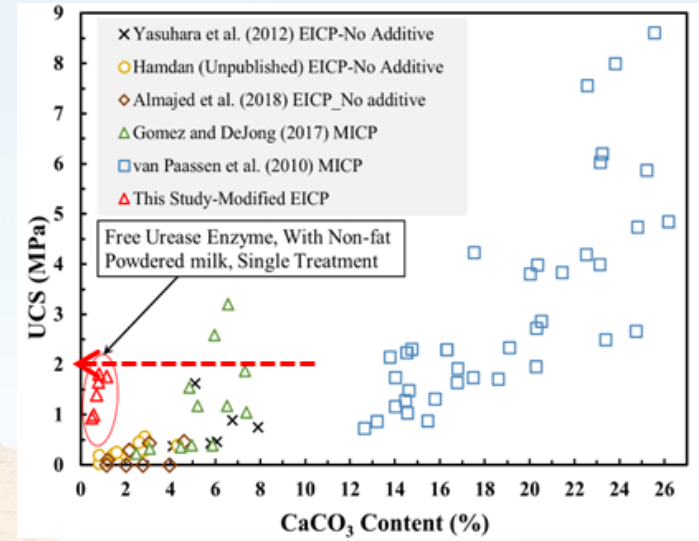 × Yasuhara et al. (2012) EICP-No Additive
Hamdan (Unpublished) EICP-No Additive
Almajed et al. (2018) EICP_No additive
Gomez and DeJong (2017) MICP
van Paassen et al. (2010) MICP
This Study-Modified EICP
Free Urease Enzyme, With Non-fat
Powdered milk, Single Treatment
UCS (MPa)
9
8
7
6
5
4
3
2
1
0
0 2 4 6 8 10 12 14 16 18 20 22 24 26
CaCO₃ Content (%)